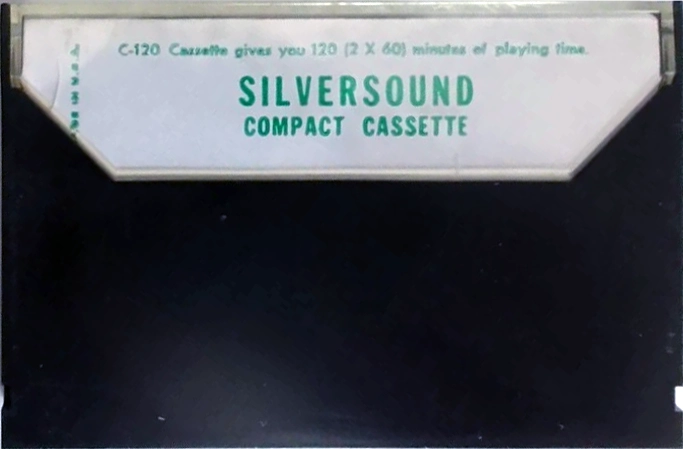 C-120 Cassette gives you 120 (2 X 60) minutes of playing time.
SILVERSOUND
COMPACT CASSETTE